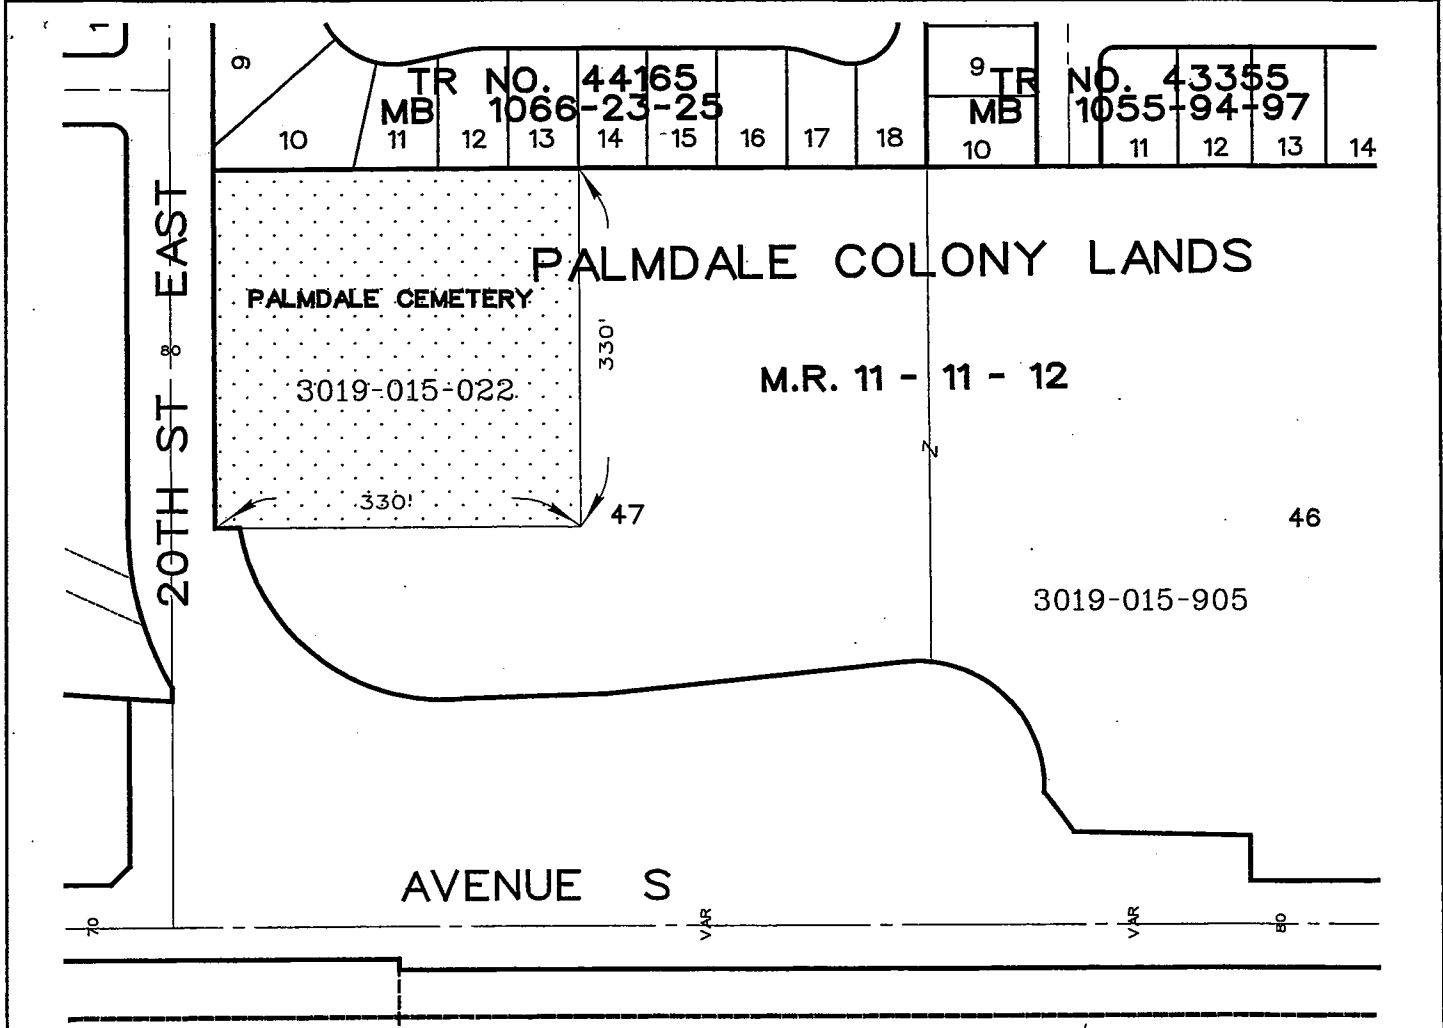 1
9
TR NO. 44165
MB 1066-23-25
10 11 12 13 14 15 16 17 18
9
TR NO. 43355
MB 1055-94-97
10 11 12 13 14
20TH ST EAST
80
PALMDALE COLONY LANDS
PALMDALE CEMETERY
330'
3019-015-022
M.R. 11 - 11 - 12
330'
47
46
3019-015-905
AVENUE S
70
VAR
VAR
80